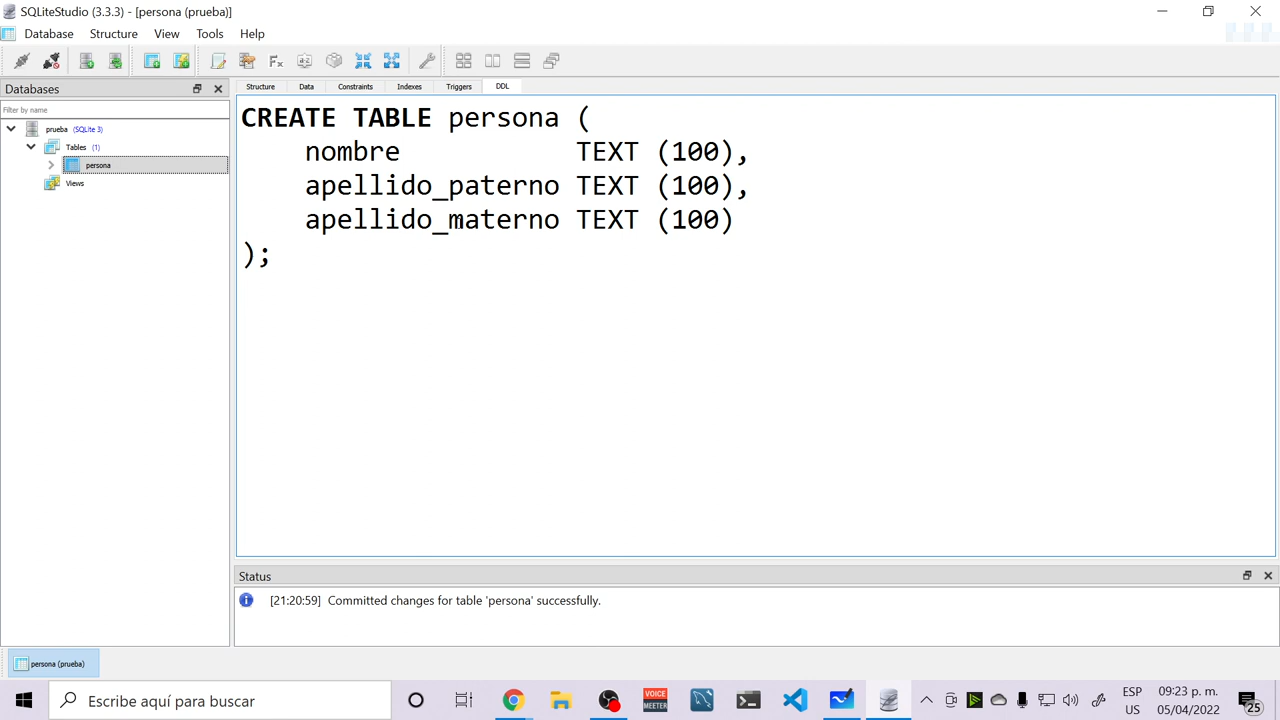 SQLiteStudio (3.3.3) - [persona (prueba)]
Database Structure View Tools Help
Databases
Filter by name
prueba (SQLite 3)
Tables (1)
persona
Views
Structure Data Constraints Indexes Triggers DDL
CREATE TABLE persona (
nombre TEXT (100),
apellido_paterno TEXT (100),
apellido_materno TEXT (100)
);
Status
[21:20:59] Committed changes for table 'persona' successfully.
persona (prueba)
Escribe aquí para buscar
VOICE
MEETER
ESP
US
09:23 p. m.
05/04/2022
25